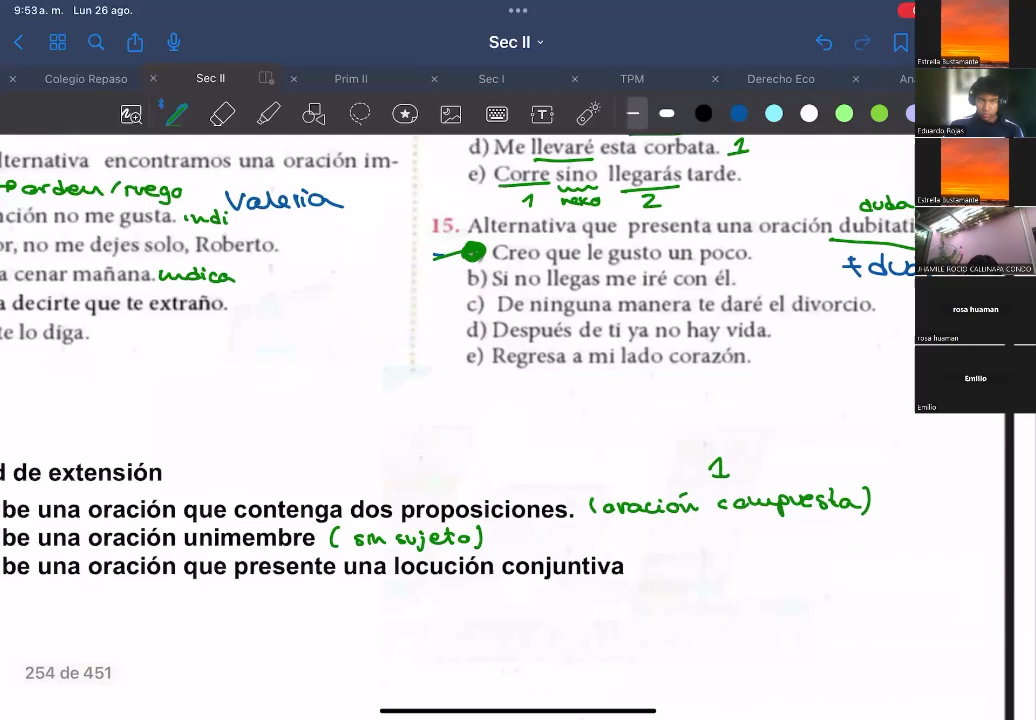 9:53 a. m. Lun 26 ago.
Sec II
Colegio Repaso
Sec II
Prim II
Sec I
TPM
Derecho Eco
lternativa encontramos una oración im-
orden/ruego
Valeria
nción no me gusta. indi
or, no me dejes solo, Roberto.
a cenar mañana. indica
a decirte que te extraño.
te lo diga.
d) Me llevaré esta corbata. 1
e) Corre sino llegarás tarde.
1 nexo 2
duda
15. Alternativa que presenta una oración dubitati
Creo que le gusto un poco.
b) Si no llegas me iré con él.
c) De ninguna manera te daré el divorcio.
d) Después de ti ya no hay vida.
e) Regresa a mi lado corazón.
d de extensión
1
be una oración que contenga dos proposiciones. (oración compuesta)
be una oración unimembre (sin sujeto)
be una oración que presente una locución conjuntiva
254 de 451
Estrella Bustamante
Eduardo Rojas
Estrella Bustamante
JHAMILE ROCIO CALLINAPA CONDO
rosa huaman
rosa huaman
Emilio
Emilio